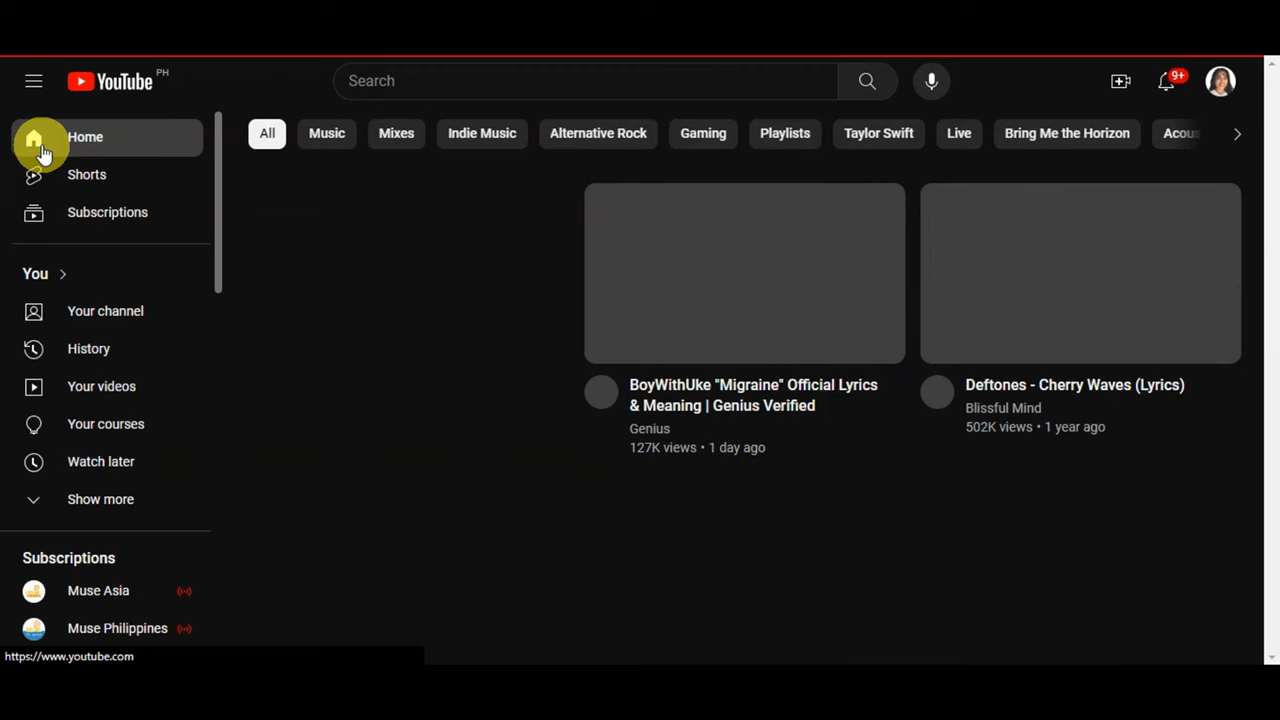 YouTube PH
Search
9+
Home
Shorts
Subscriptions
You
Your channel
History
Your videos
Your courses
Watch later
Show more
Subscriptions
Muse Asia
Muse Philippines
https://www.youtube.com
All
Music
Mixes
Indie Music
Alternative Rock
Gaming
Playlists
Taylor Swift
Live
Bring Me the Horizon
Acous
BoyWithUke "Migraine" Official Lyrics
& Meaning | Genius Verified
Genius
127K views • 1 day ago
Deftones - Cherry Waves (Lyrics)
Blissful Mind
502K views • 1 year ago